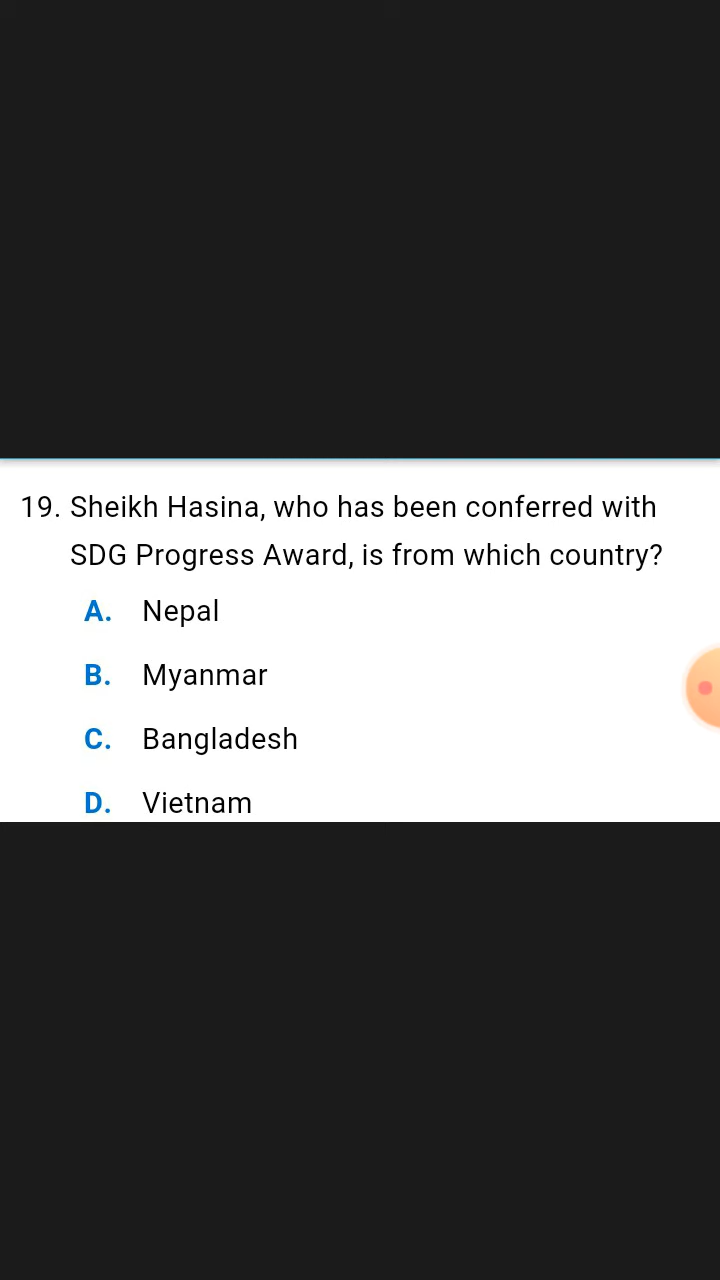 19. Sheikh Hasina, who has been conferred with
SDG Progress Award, is from which country?
A. Nepal
B. Myanmar
C. Bangladesh
D. Vietnam